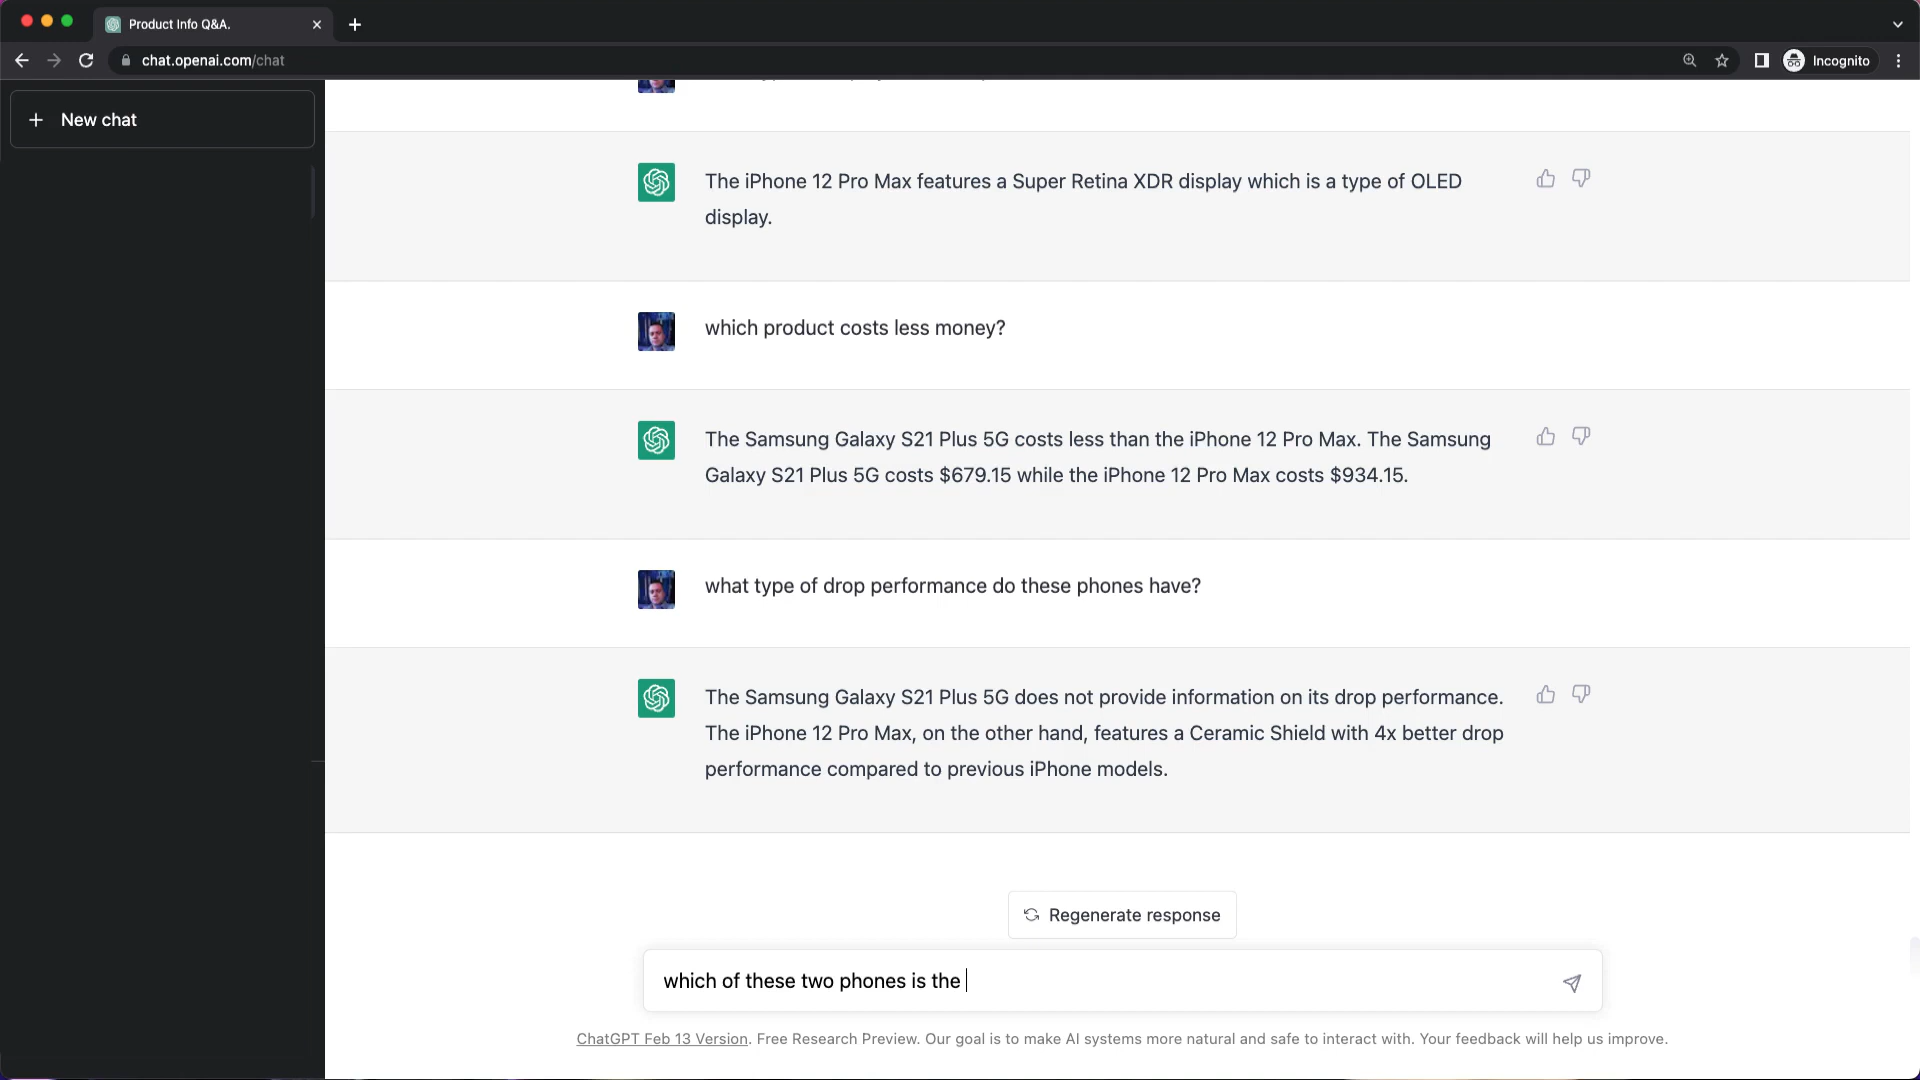 Product Info Q&A.
chat.openai.com/chat
Incognito
New chat
The iPhone 12 Pro Max features a Super Retina XDR display which is a type of OLED
display.
which product costs less money?
The Samsung Galaxy S21 Plus 5G costs less than the iPhone 12 Pro Max. The Samsung
Galaxy S21 Plus 5G costs $679.15 while the iPhone 12 Pro Max costs $934.15.
what type of drop performance do these phones have?
The Samsung Galaxy S21 Plus 5G does not provide information on its drop performance.
The iPhone 12 Pro Max, on the other hand, features a Ceramic Shield with 4x better drop
performance compared to previous iPhone models.
Regenerate response
which of these two phones is the
ChatGPT Feb 13 Version. Free Research Preview. Our goal is to make AI systems more natural and safe to interact with. Your feedback will help us improve.